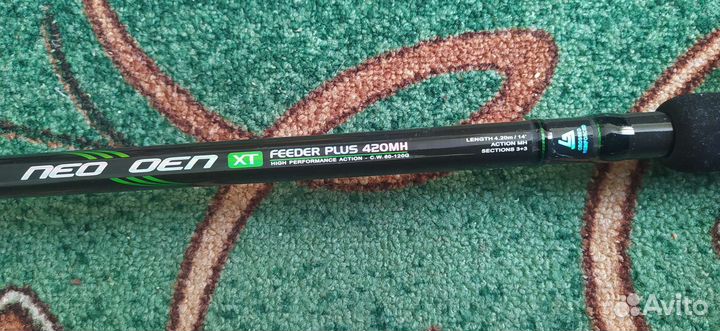 NEO OEN XT FEEDER PLUS 420MH
HIGH PERFORMANCE ACTION - C.W. 60-120G
LENGTH 4.20m / 14'
ACTION MH
SECTIONS 3+3
Avito